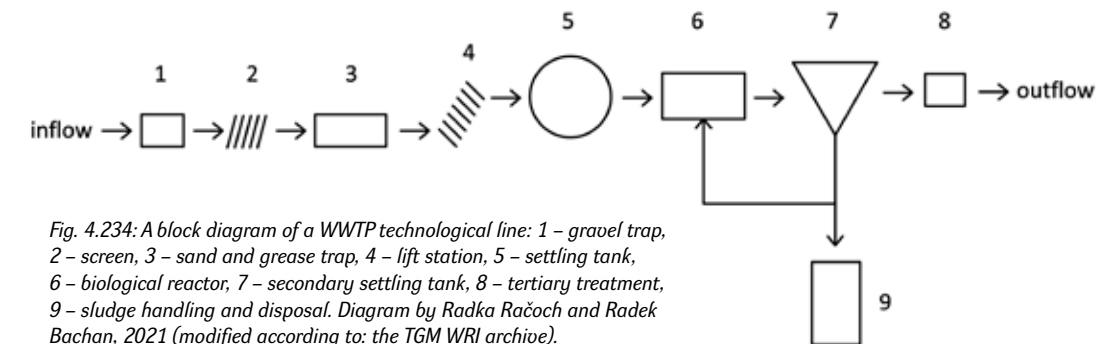 5
6
7
8
4
1
2
3
inflow
outflow
Fig. 4.234: A block diagram of a WWTP technological line: 1 – gravel trap,
2 – screen, 3 – sand and grease trap, 4 – lift station, 5 – settling tank,
6 – biological reactor, 7 – secondary settling tank, 8 – tertiary treatment,
9 – sludge handling and disposal. Diagram by Radka Račoch and Radek
Bachan, 2021 (modified according to: the TGM WRI archive).
9